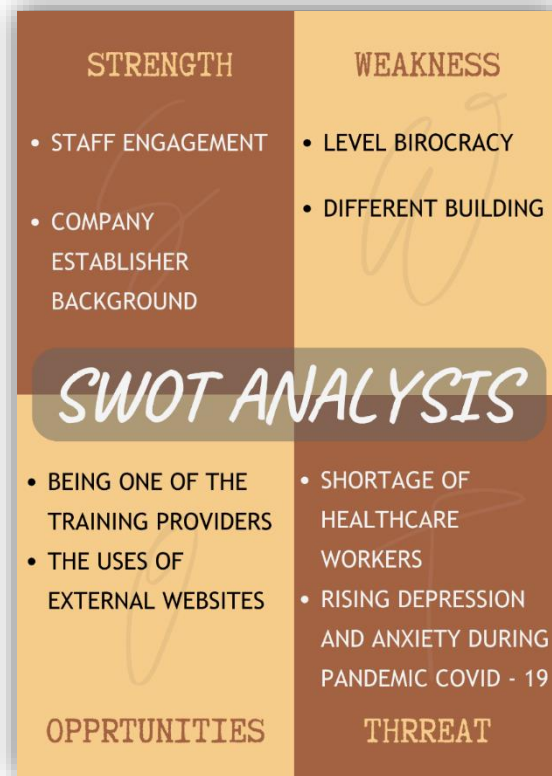 STRENGTH
• STAFF ENGAGEMENT
• COMPANY
ESTABLISHER
BACKGROUND
WEAKNESS
• LEVEL BIROCRACY
• DIFFERENT BUILDING
SWOT ANALYSIS
• BEING ONE OF THE
TRAINING PROVIDERS
• THE USES OF
EXTERNAL WEBSITES
OPPRTUNITIES
• SHORTAGE OF
HEALTHCARE
WORKERS
• RISING DEPRESSION
AND ANXIETY DURING
PANDEMIC COVID - 19
THRREAT